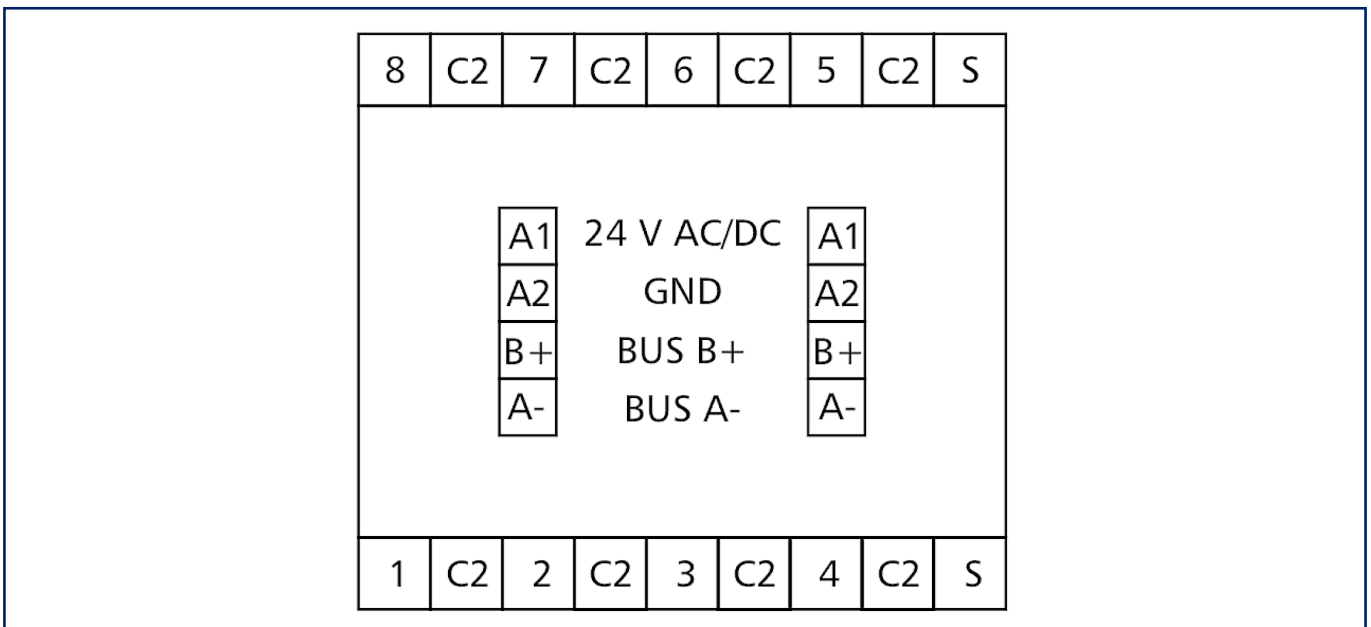 8 C2 7 C2 6 C2 5 C2 S
A1 24 V AC/DC A1
A2 GND A2
B+ BUS B+ B+
A- BUS A- A-
1 C2 2 C2 3 C2 4 C2 S